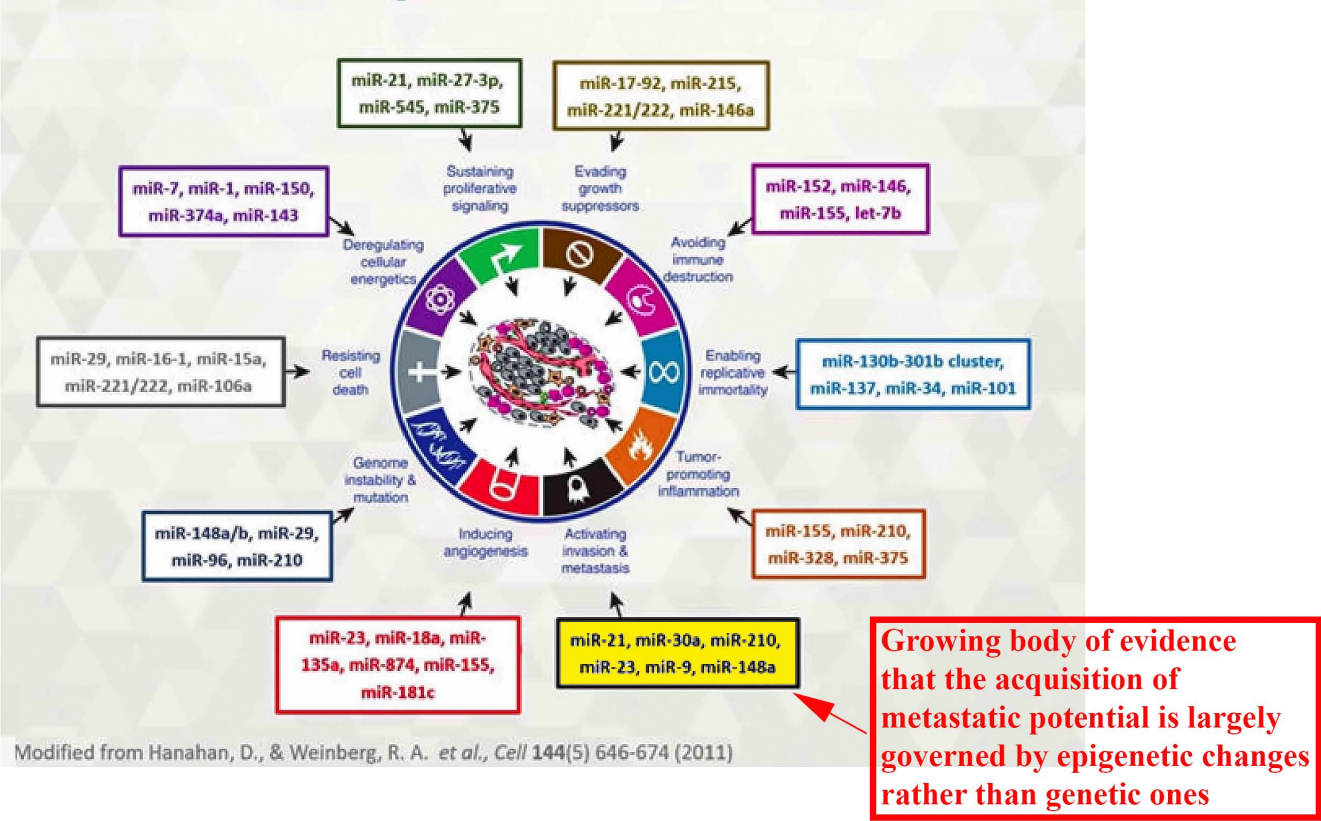 miR-21, miR-27-3p,
miR-545, miR-375
miR-17-92, miR-215,
miR-221/222, miR-146a
Sustaining
proliferative
signaling
Evading
growth
suppressors
miR-7, miR-1, miR-150,
miR-374a, miR-143
miR-152, miR-146,
miR-155, let-7b
Deregulating
cellular
energetics
Avoiding
immune
destruction
miR-29, miR-16-1, miR-15a,
miR-221/222, miR-106a
Resisting
cell
death
Enabling
replicative
immortality
miR-130b-301b cluster,
miR-137, miR-34, miR-101
Genome
instability &
mutation
Tumor-
promoting
inflammation
miR-148a/b, miR-29,
miR-96, miR-210
Inducing
angiogenesis
Activating
invasion &
metastasis
miR-155, miR-210,
miR-328, miR-375
miR-23, miR-18a, miR-
135a, miR-874, miR-155,
miR-181c
miR-21, miR-30a, miR-210,
miR-23, miR-9, miR-148a
Growing body of evidence
that the acquisition of
metastatic potential is largely
governed by epigenetic changes
rather than genetic ones
Modified from Hanahan, D., & Weinberg, R. A. et al., Cell 144(5) 646-674 (2011)